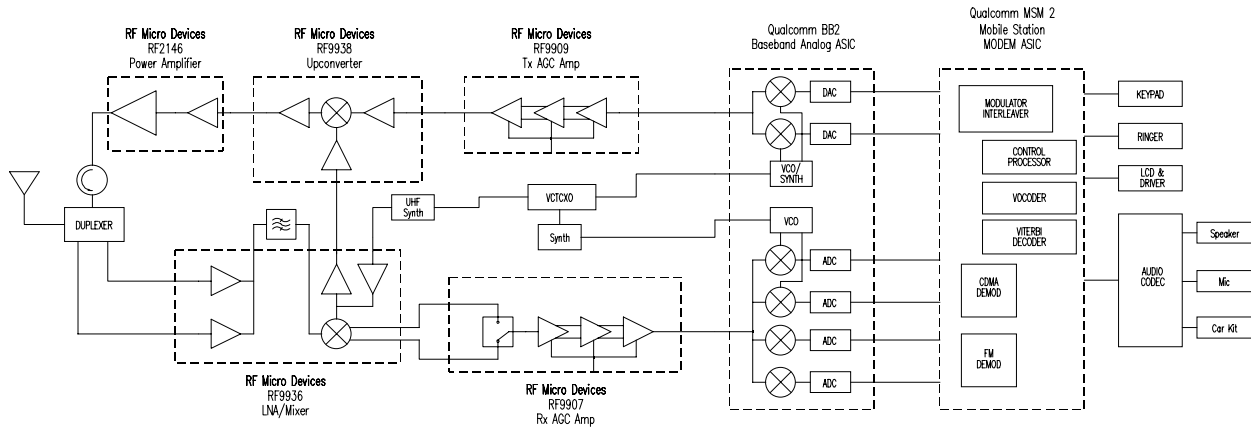 RF Micro Devices
RF2146
Power Amplifier
RF Micro Devices
RF9938
Upconverter
RF Micro Devices
RF9909
Tx AGC Amp
Qualcomm BB2
Baseband Analog ASIC
Qualcomm MSM 2
Mobile Station
MODEM ASIC
DAC
DAC
VCO/
SYNTH
MODULATOR
INTERLEAVER
CONTROL
PROCESSOR
VOCODER
VITERBI
DECODER
CDMA
DEMOD
FM
DEMOD
KEYPAD
RINGER
LCD &
DRIVER
AUDIO
CODEC
Speaker
Mic
Car Kit
DUPLEXER
UHF
Synth
VCTCXO
Synth
VCO
ADC
ADC
ADC
ADC
RF Micro Devices
RF9936
LNA/Mixer
RF Micro Devices
RF9907
Rx AGC Amp